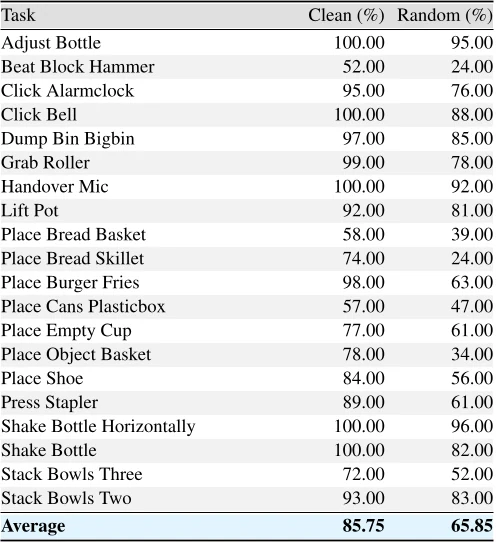 Task Clean (%) Random (%)
Adjust Bottle 100.00 95.00
Beat Block Hammer 52.00 24.00
Click Alarmclock 95.00 76.00
Click Bell 100.00 88.00
Dump Bin Bigbin 97.00 85.00
Grab Roller 99.00 78.00
Handover Mic 100.00 92.00
Lift Pot 92.00 81.00
Place Bread Basket 58.00 39.00
Place Bread Skillet 74.00 24.00
Place Burger Fries 98.00 63.00
Place Cans Plasticbox 57.00 47.00
Place Empty Cup 77.00 61.00
Place Object Basket 78.00 34.00
Place Shoe 84.00 56.00
Press Stapler 89.00 61.00
Shake Bottle Horizontally 100.00 96.00
Shake Bottle 100.00 82.00
Stack Bowls Three 72.00 52.00
Stack Bowls Two 93.00 83.00
Average 85.75 65.85